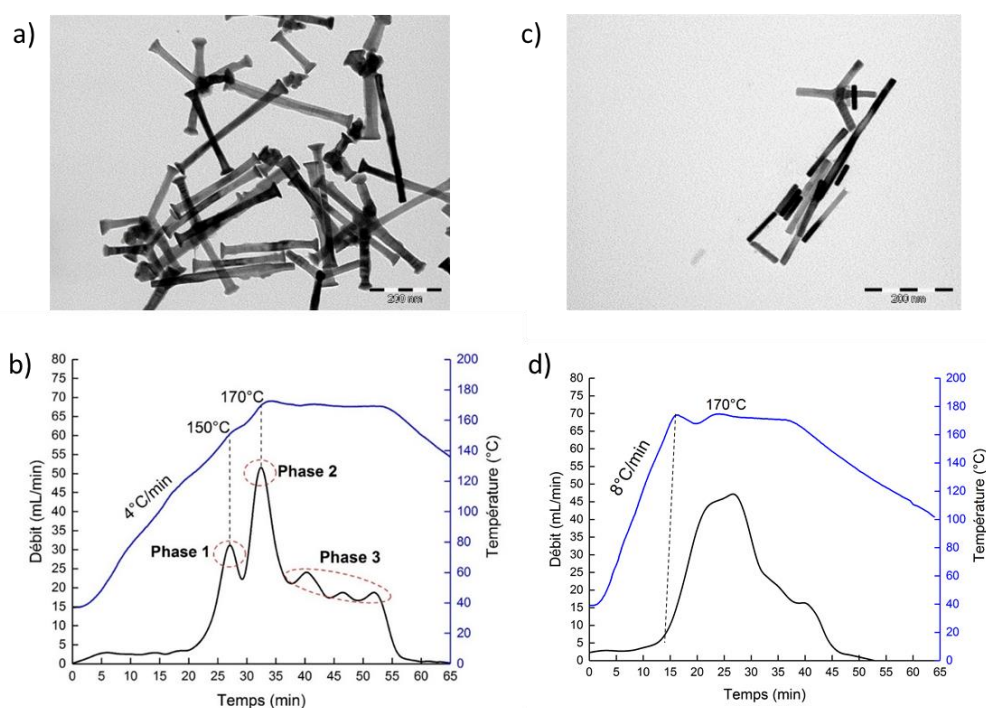 a)
200 nm
c)
200 nm
b)
Débit (mL/min)
80
75
70
65
60
55
50
45
40
35
30
25
20
15
10
5
0
4°C/min
150°C
170°C
Phase 1
Phase 2
Phase 3
200
180
160
140
120
100
80
60
40
20
0
Température (°C)
0 5 10 15 20 25 30 35 40 45 50 55 60 65
Temps (min)
d)
Débit (mL/min)
80
75
70
65
60
55
50
45
40
35
30
25
20
15
10
5
0
8°C/min
170°C
200
180
160
140
120
100
80
60
40
20
0
Température (°C)
0 5 10 15 20 25 30 35 40 45 50 55 60 65
Temps (min)